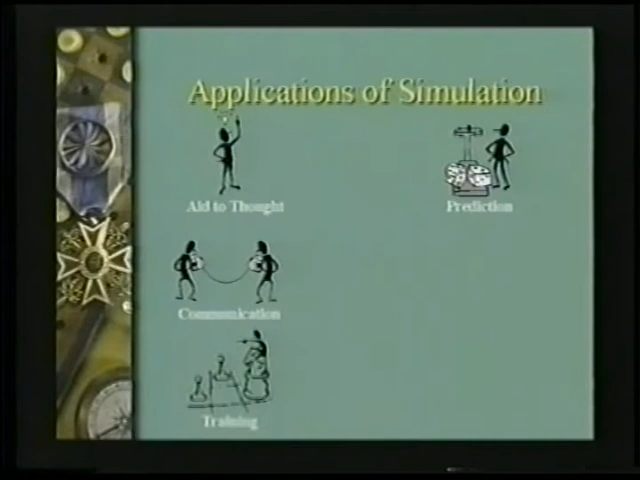 Applications of Simulation
Aid to Thought
Prediction
Communication
Training